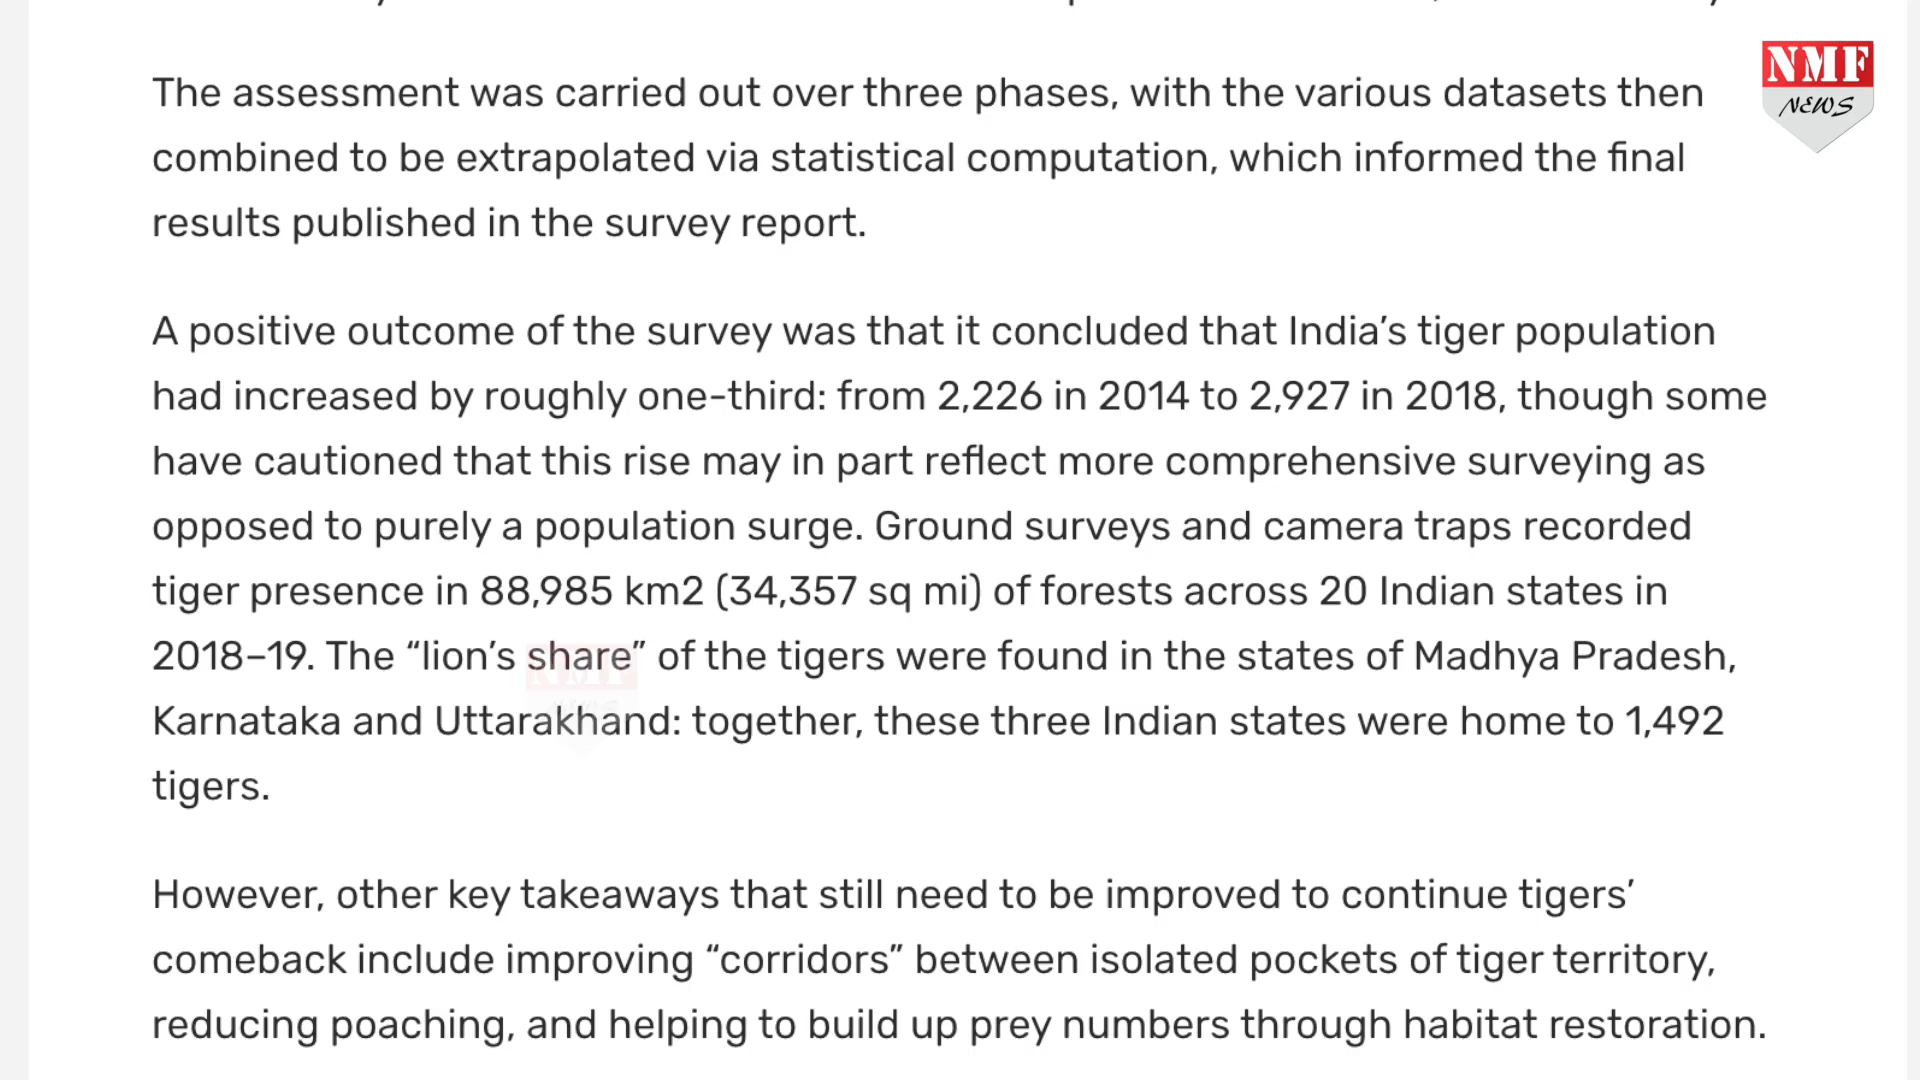 NMF
NEWS
The assessment was carried out over three phases, with the various datasets then
combined to be extrapolated via statistical computation, which informed the final
results published in the survey report.
A positive outcome of the survey was that it concluded that India’s tiger population
had increased by roughly one-third: from 2,226 in 2014 to 2,927 in 2018, though some
have cautioned that this rise may in part reflect more comprehensive surveying as
opposed to purely a population surge. Ground surveys and camera traps recorded
tiger presence in 88,985 km2 (34,357 sq mi) of forests across 20 Indian states in
2018–19. The “lion’s share” of the tigers were found in the states of Madhya Pradesh,
NMF
Karnataka and Uttarakhand: together, these three Indian states were home to 1,492
tigers.
However, other key takeaways that still need to be improved to continue tigers’
comeback include improving “corridors” between isolated pockets of tiger territory,
reducing poaching, and helping to build up prey numbers through habitat restoration.